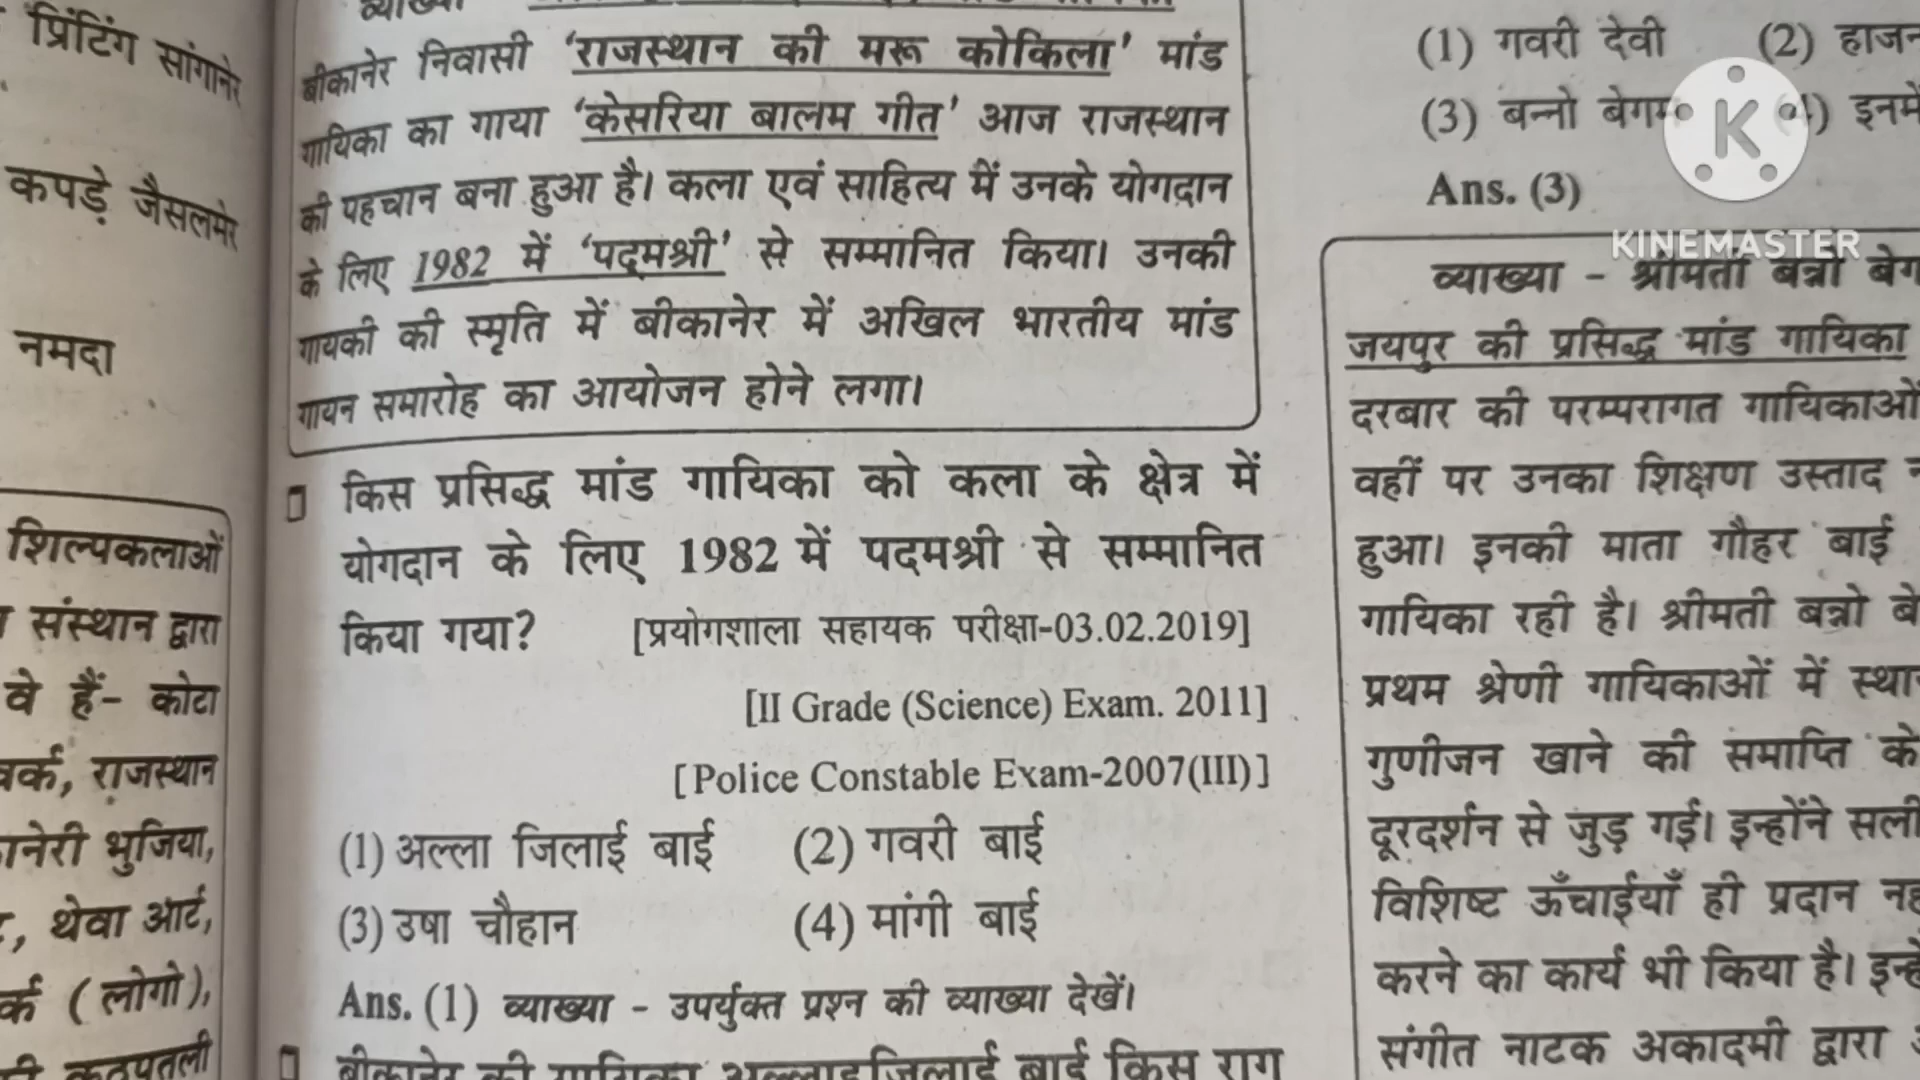 प्रिंटिंग सांगानेर
कपड़े जैसलमेर
नमदा
शिल्पकलाओं
संस्थान द्वारा
वे हैं- कोटा
वर्क, राजस्थान
भुजिया,
थेवा आर्ट,
(लोगो),
कठपुतली
व्याख्या
बीकानेर निवासी 'राजस्थान की मरू कोकिला' मांड
गायिका का गाया 'केसरिया बालम गीत' आज राजस्थान
की पहचान बना हुआ है। कला एवं साहित्य में उनके योगदान
के लिए 1982 में 'पद्मश्री' से सम्मानित किया। उनकी
गायकी की स्मृति में बीकानेर में अखिल भारतीय मांड
गायन समारोह का आयोजन होने लगा।
किस प्रसिद्ध मांड गायिका को कला के क्षेत्र में
योगदान के लिए 1982 में पदमश्री से सम्मानित
किया गया? [प्रयोगशाला सहायक परीक्षा-03.02.2019]
[II Grade (Science) Exam. 2011]
[Police Constable Exam-2007(III)]
(1) अल्ला जिलाई बाई (2) गवरी बाई
(3) उषा चौहान (4) मांगी बाई
Ans. (1) व्याख्या - उपर्युक्त प्रश्न की व्याख्या देखें।
बीकानेर की गायिका अल्लाहजिलाई बाई किस राग
(1) गवरी देवी (2)
(3) बन्नो बेगम (4)
Ans. (3)
KINEMASTER
व्याख्या - श्रीमती बन्नो
जयपुर की प्रसिद्ध मांड गायिका
दरबार की परम्परागत गायिकाओं
वहीं पर उनका शिक्षण उस्ताद
हुआ। इनकी माता गौहर बाई
गायिका रही है। श्रीमती बन्नो
प्रथम श्रेणी गायिकाओं में
गुणीजन खाने की समाप्ति के
दूरदर्शन से जुड़ गई। इन्होंने
विशिष्ट ऊँचाईयाँ ही प्रदान
करने का कार्य भी किया है।
संगीत नाटक अकादमी द्वारा